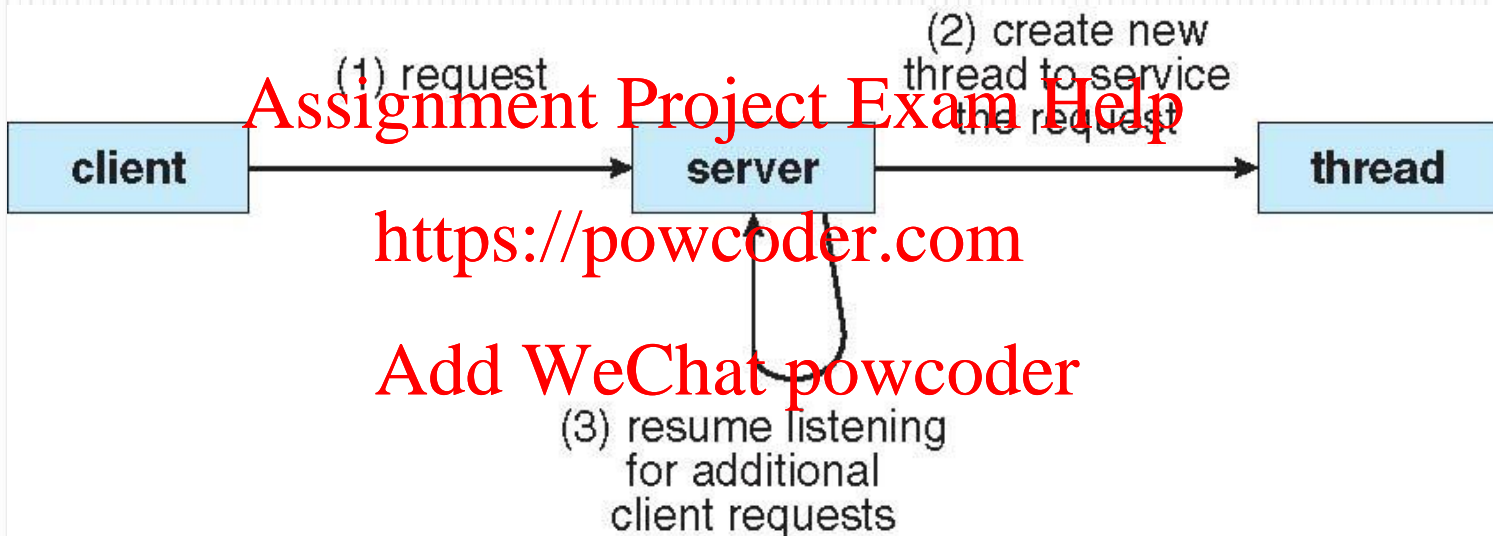 (2) create new
thread to service
the request
(1) request
Assignment Project Exam Help
client
server
thread
https://powcoder.com
Add WeChat powcoder
(3) resume listening
for additional
client requests